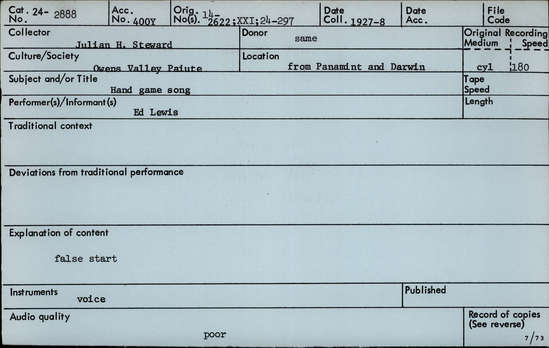 Cat. 24- 2888
No.
Acc. No. 400Y
Orig. 14-
No(s). 2622;XXI;24-297
Date
Coll. 1927-8
Date
Acc.
File
Code
Collector
Julian H. Steward
Donor
same
Original Recording
Medium Speed
cyl 180
Culture/Society
Owens Valley Paiute
Location
from Panamint and Darwin
Subject and/or Title
Hand game song
Tape
Speed
Performer(s)/Informant(s)
Ed Lewis
Length
Traditional context
Deviations from traditional performance
Explanation of content
false start
Instruments
voice
Published
Audio quality
poor
Record of copies
(See reverse)
7/73